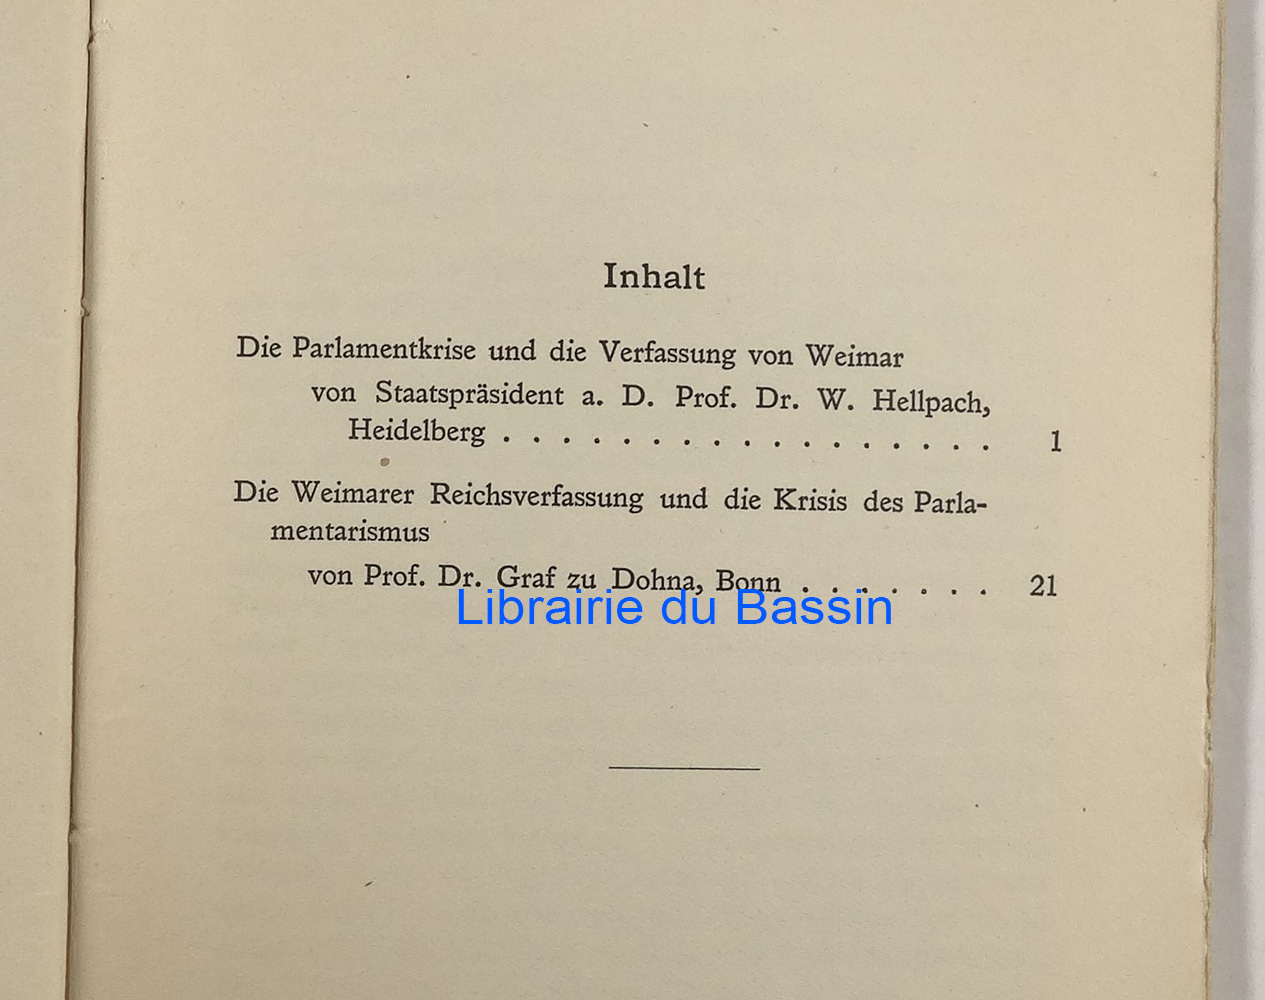 Inhalt
Die Parlamentkrise und die Verfassung von Weimar
von Staatspräsident a. D. Prof. Dr. W. Hellpach,
Heidelberg . . . . . . . . . . . . . . . . . 1
Die Weimarer Reichsverfassung und die Krisis des Parla-
mentarismus
von Prof. Dr. Graf zu Dohna, Bonn . . . . . . . 21
Librairie du Bassin